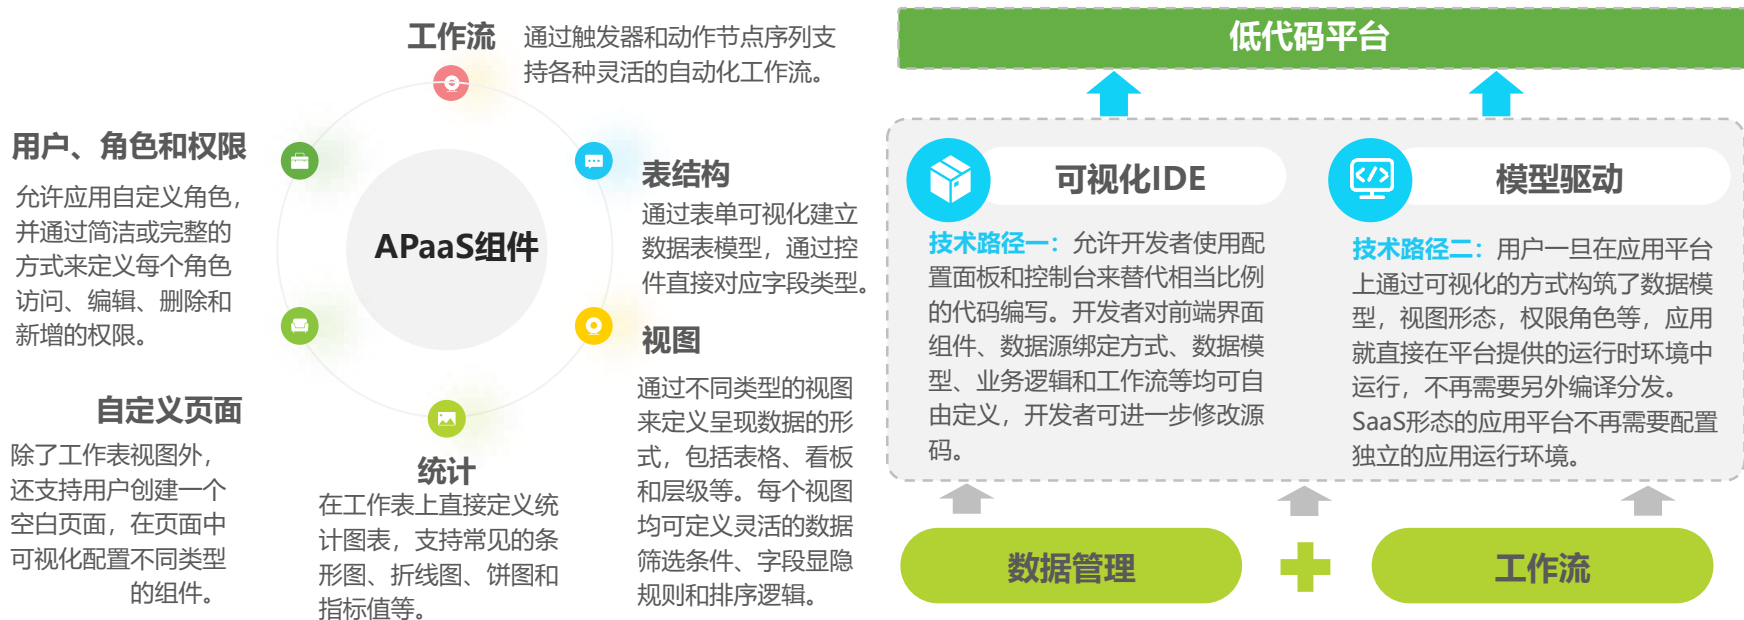 工作流
通过触发器和动作节点序列支
持各种灵活的自动化工作流。
用户、角色和权限
允许应用自定义角色，
并通过简洁或完整的
方式来定义每个角色
访问、编辑、删除和
新增的权限。
APaaS组件
表结构
通过表单可视化建立
数据表模型，通过控
件直接对应字段类型。
视图
通过不同类型的视图
来定义呈现数据的形
式，包括表格、看板
和层级等。每个视图
均可定义灵活的数据
筛选条件、字段显隐
规则和排序逻辑。
自定义页面
除了工作表视图外，
还支持用户创建一个
空白页面，在页面中
可视化配置不同类型
的组件。
统计
在工作表上直接定义统
计图表，支持常见的条
形图、折线图、饼图和
指标值等。
低代码平台
可视化IDE
技术路径一：允许开发者使用配
置面板和控制台来替代相当比例
的代码编写。开发者对前端界面
组件、数据源绑定方式、数据模
型、业务逻辑和工作流等均可自
由定义，开发者可进一步修改源
码。
模型驱动
技术路径二：用户一旦在应用平台
上通过可视化的方式构筑了数据模
型，视图形态，权限角色等，应用
就直接在平台提供的运行时环境中
运行，不再需要另外编译分发。
SaaS形态的应用平台不再需要配置
独立的应用运行环境。
数据管理
工作流